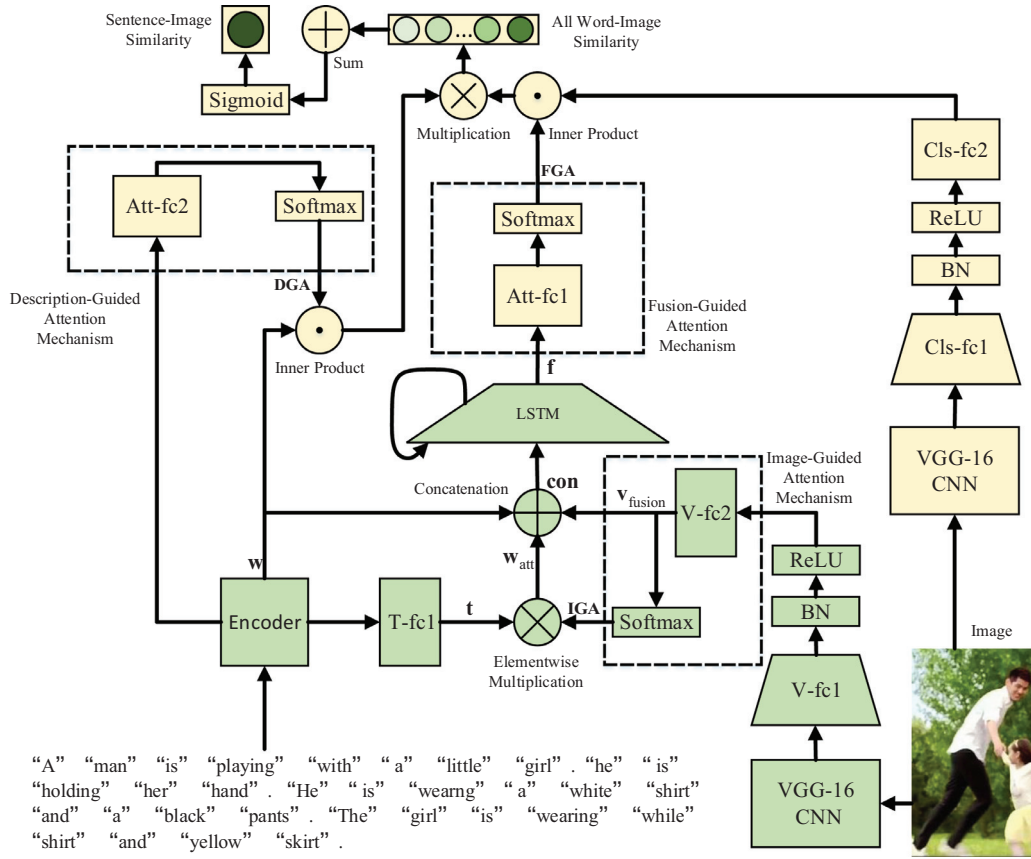 Sentence-Image
Similarity
All Word-Image
Similarity
Sum
Sigmoid
Multiplication
Inner Product
Cls-fc2
FGA
Att-fc2
Softmax
Softmax
ReLU
DGA
BN
Description-Guided
Attention
Mechanism
Att-fc1
Fusion-Guided
Attention
Mechanism
Inner Product
f
Cls-fc1
LSTM
VGG-16
CNN
Image-Guided
Attention
Mechanism
Concatenation
con
v fusion
V-fc2
w
w att
ReLU
Encoder
T-fc1
t
IGA
Softmax
BN
Elementwise
Multiplication
Image
V-fc1
“A” “man” “is” “playing” “with” “a” “little” “girl” . “he” “is”
“holding” “her” “hand” . “He” “is” “wearng” “a” “white” “shirt”
“and” “a” “black” “pants” . “The” “girl” “is” “wearing” “while”
“shirt” “and” “yellow” “skirt” .
VGG-16
CNN